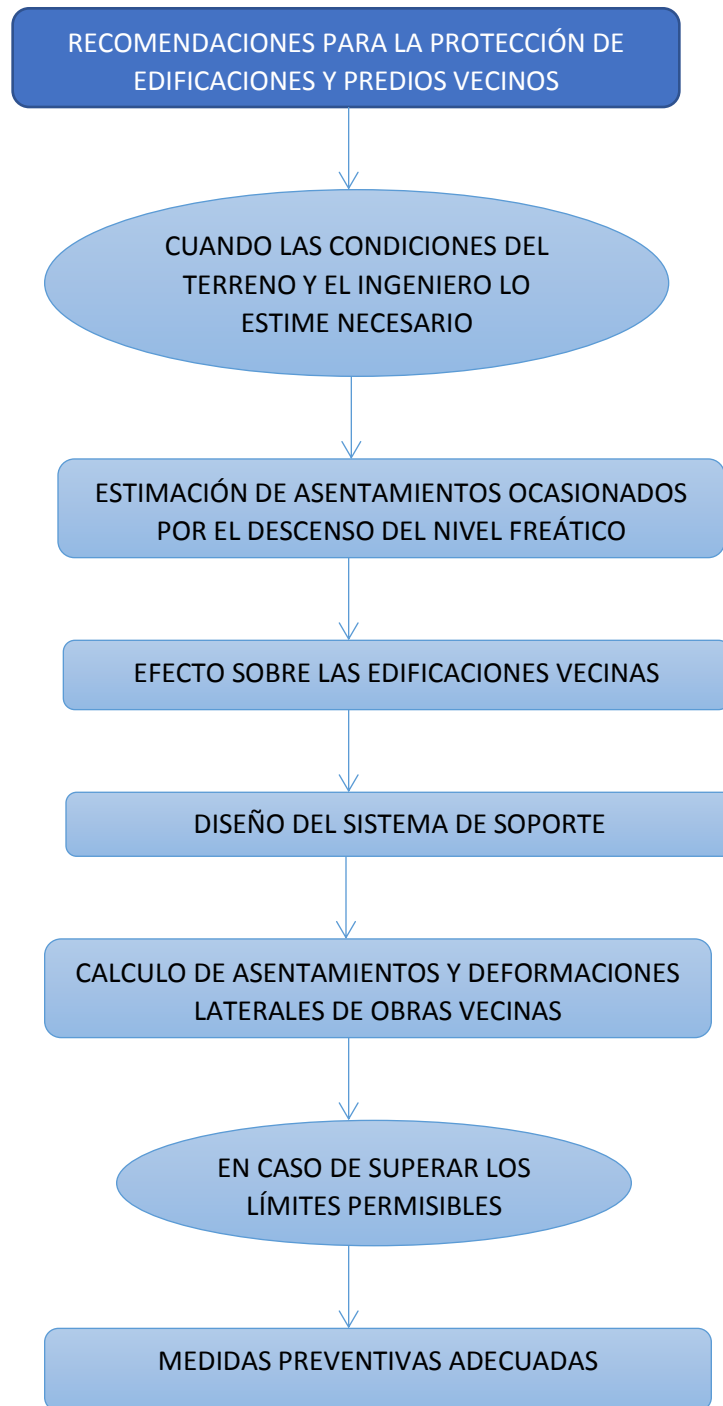 RECOMENDACIONES PARA LA PROTECCIÓN DE
EDIFICACIONES Y PREDIOS VECINOS
CUANDO LAS CONDICIONES DEL
TERRENO Y EL INGENIERO LO
ESTIME NECESARIO
ESTIMACIÓN DE ASENTAMIENTOS OCASIONADOS
POR EL DESCENSO DEL NIVEL FREÁTICO
EFECTO SOBRE LAS EDIFICACIONES VECINAS
DISEÑO DEL SISTEMA DE SOPORTE
CALCULO DE ASENTAMIENTOS Y DEFORMACIONES
LATERALES DE OBRAS VECINAS
EN CASO DE SUPERAR LOS
LÍMITES PERMISIBLES
MEDIDAS PREVENTIVAS ADECUADAS